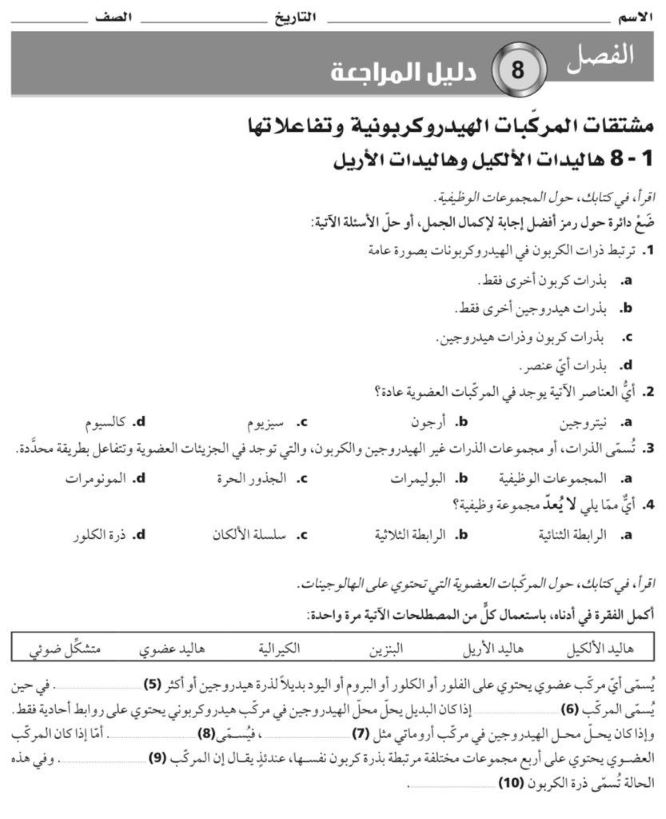 الاسم ____________ التاريخ ____________ الصف ____________
الفصل 8 دليل المراجعة
مشتقات المركّبات الهيدروكربونية وتفاعلاتها
8 - 1 هاليدات الألكيل وهاليدات الأريل
اقرأ، في كتابك، حول المجموعات الوظيفية.
ضَعْ دائرة حول رمز أفضل إجابة لإكمال الجمل، أو حلّ الأسئلة الآتية:
1. ترتبط ذرات الكربون في الهيدروكربونات بصورة عامة
a. بذرات كربون أخرى فقط.
b. بذرات هيدروجين أخرى فقط.
c. بذرات كربون وذرات هيدروجين.
d. بذرات أيّ عنصر.
2. أيُّ العناصر الآتية يوجد في المركّبات العضوية عادة؟
a. نيتروجين b. أرجون c. سيزيوم d. كالسيوم
3. تُسمّى الذرات، أو مجموعات الذرات غير الهيدروجين والكربون، والتي توجد في الجزيئات العضوية وتتفاعل بطريقة محدَّدة.
a. المجموعات الوظيفية b. البوليمرات c. الجذور الحرة d. المونومرات
4. أيٌّ ممّا يلي لا يُعدّ مجموعة وظيفية؟
a. الرابطة الثنائية b. الرابطة الثلاثية c. سلسلة الألكان d. ذرة الكلور
اقرأ، في كتابك، حول المركّبات العضوية التي تحتوي على الهالوجينات.
أكمل الفقرة في أدناه، باستعمال كلٍّ من المصطلحات الآتية مرة واحدة:
هاليد الألكيل هاليد الأريل البنزين الكيرالية هاليد عضوي متشكّل ضوئي
يُسمّى أيّ مركّب عضوي يحتوي على الفلور أو الكلور أو البروم أو اليود بديلاً لذرة هيدروجين أو أكثر (5) ____________ . في حين
يُسمّى المركّب (6) ____________ إذا كان البديل يحلّ محلّ الهيدروجين في مركّب هيدروكربوني يحتوي على روابط أحادية فقط.
وإذا كان يحلّ محل الهيدروجين في مركّب أروماتي مثل (7) ____________ ، فيُسمّى (8) ____________ . أمّا إذا كان المركّب
العضوي يحتوي على أربع مجموعات مختلفة مرتبطة بذرة كربون نفسها، عندئذٍ يقال إن المركّب (9) ____________ . وفي هذه
الحالة تُسمّى ذرة الكربون (10) ____________ .